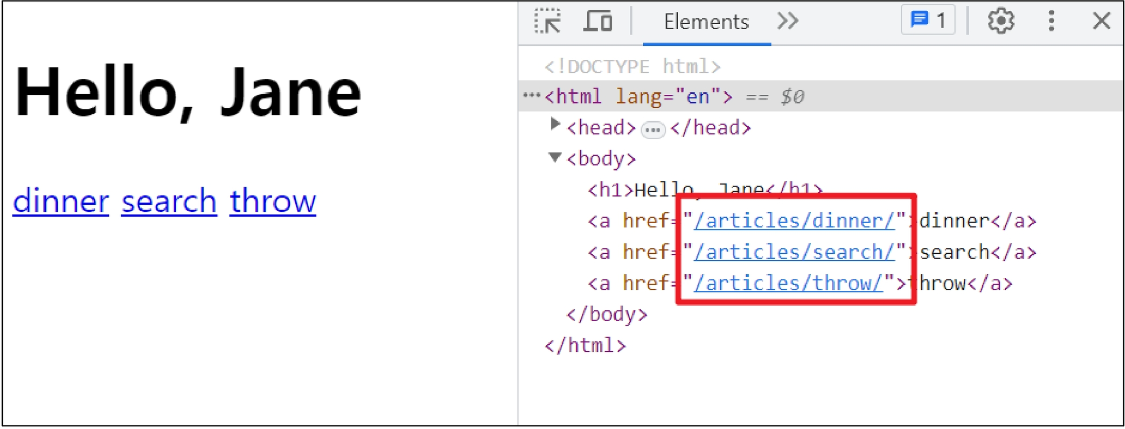 Hello, Jane
dinner search throw
Elements 1
<!DOCTYPE html>
<html lang="en"> == $0
<head> </head>
<body>
<h1>Hello, Jane</h1>
<a href="/articles/dinner/">dinner</a>
<a href="/articles/search/">search</a>
<a href="/articles/throw/">throw</a>
</body>
</html>